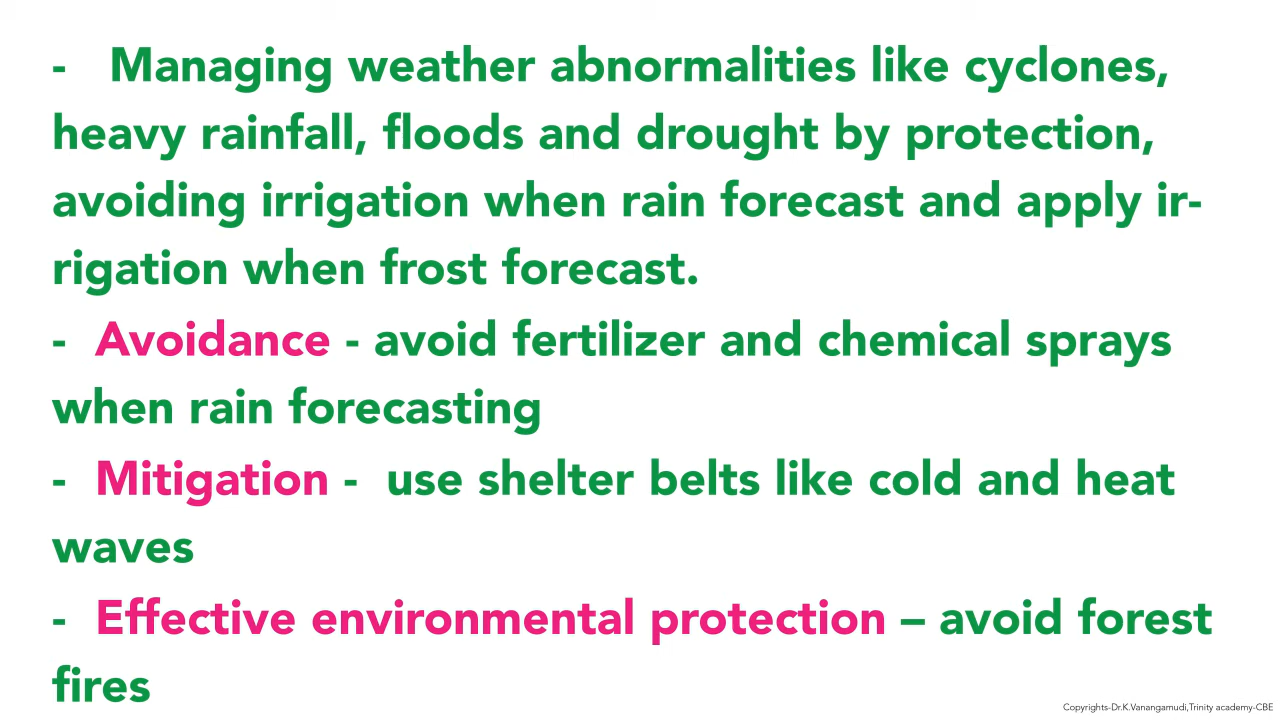 -   Managing weather abnormalities like cyclones,
heavy rainfall, floods and drought by protection,
avoiding irrigation when rain forecast and apply ir-
rigation when frost forecast.
-  Avoidance - avoid fertilizer and chemical sprays
when rain forecasting
-  Mitigation -  use shelter belts like cold and heat
waves
-  Effective environmental protection – avoid forest
fires
Copyrights-Dr.K.Vanangamudi,Trinity academy-CBE